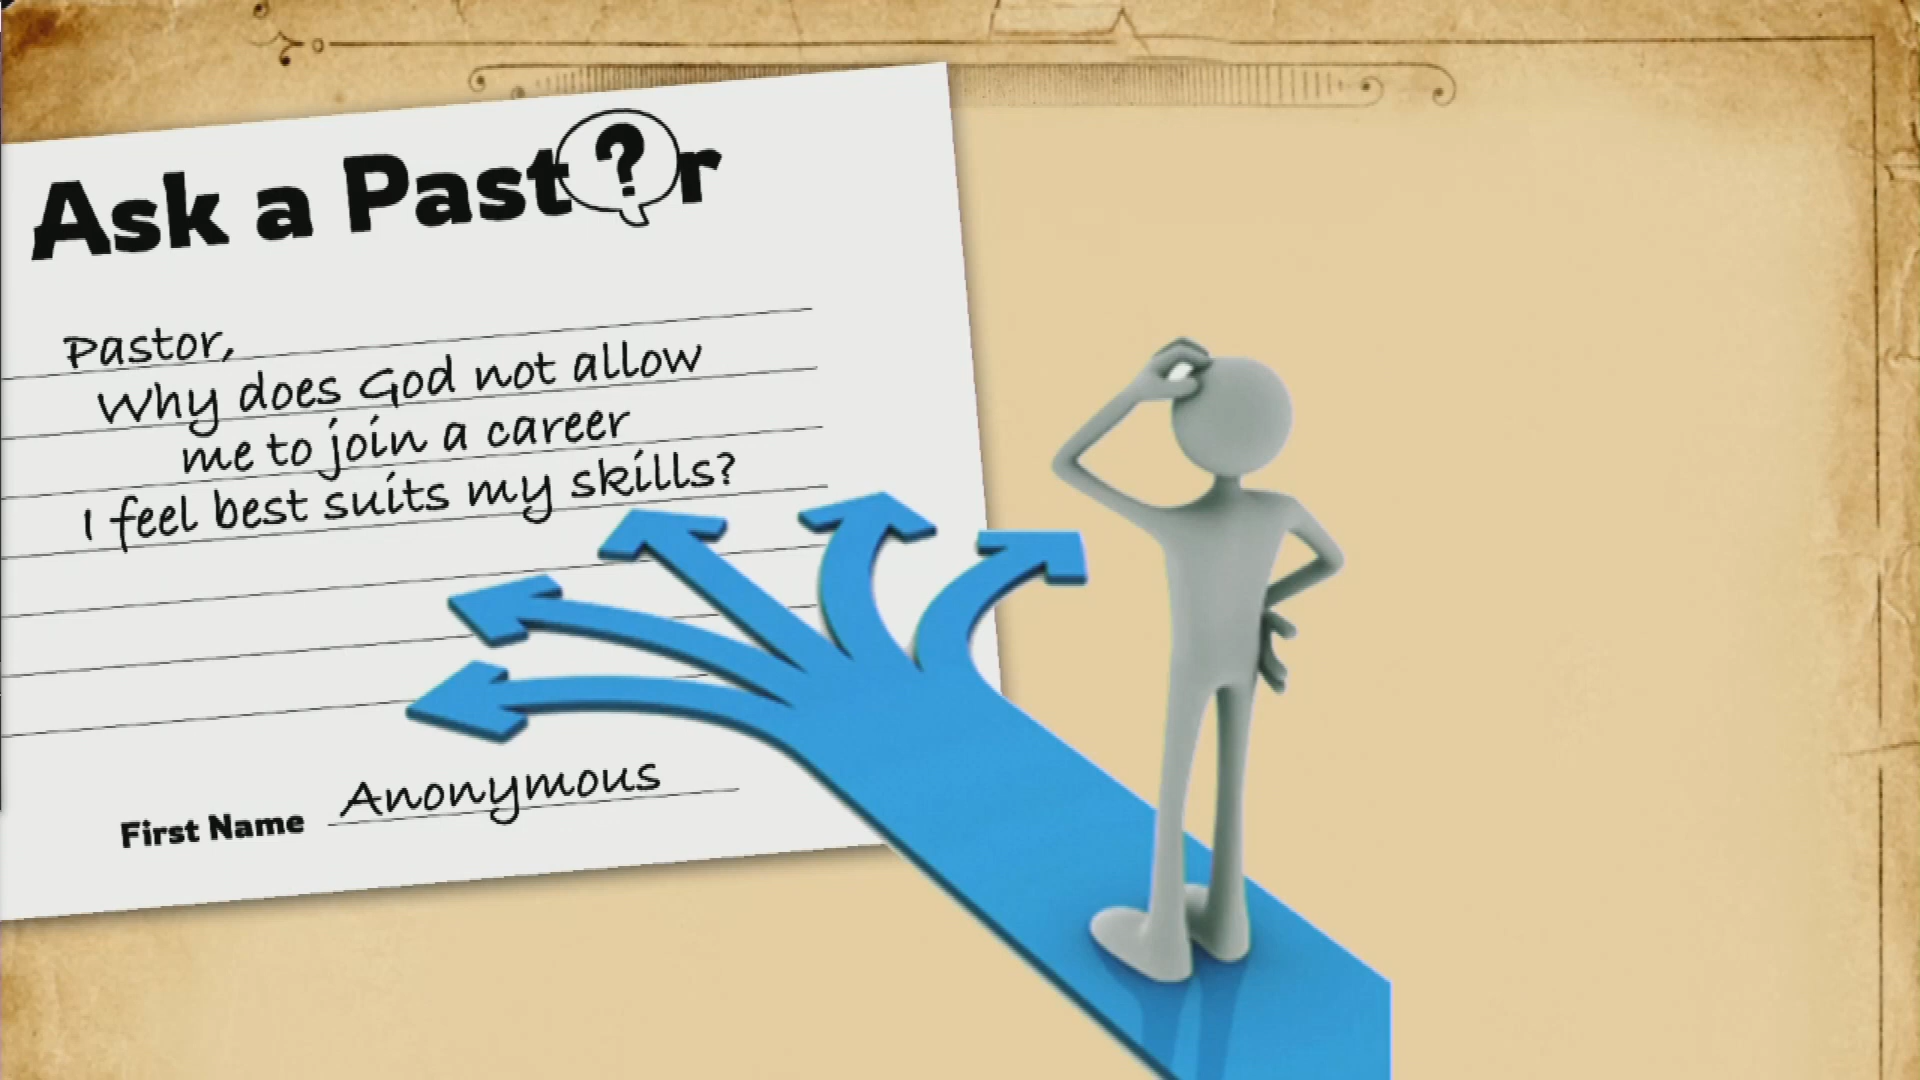 Ask a Past?r
Pastor,
Why does God not allow
me to join a career
I feel best suits my skills?
First Name Anonymous